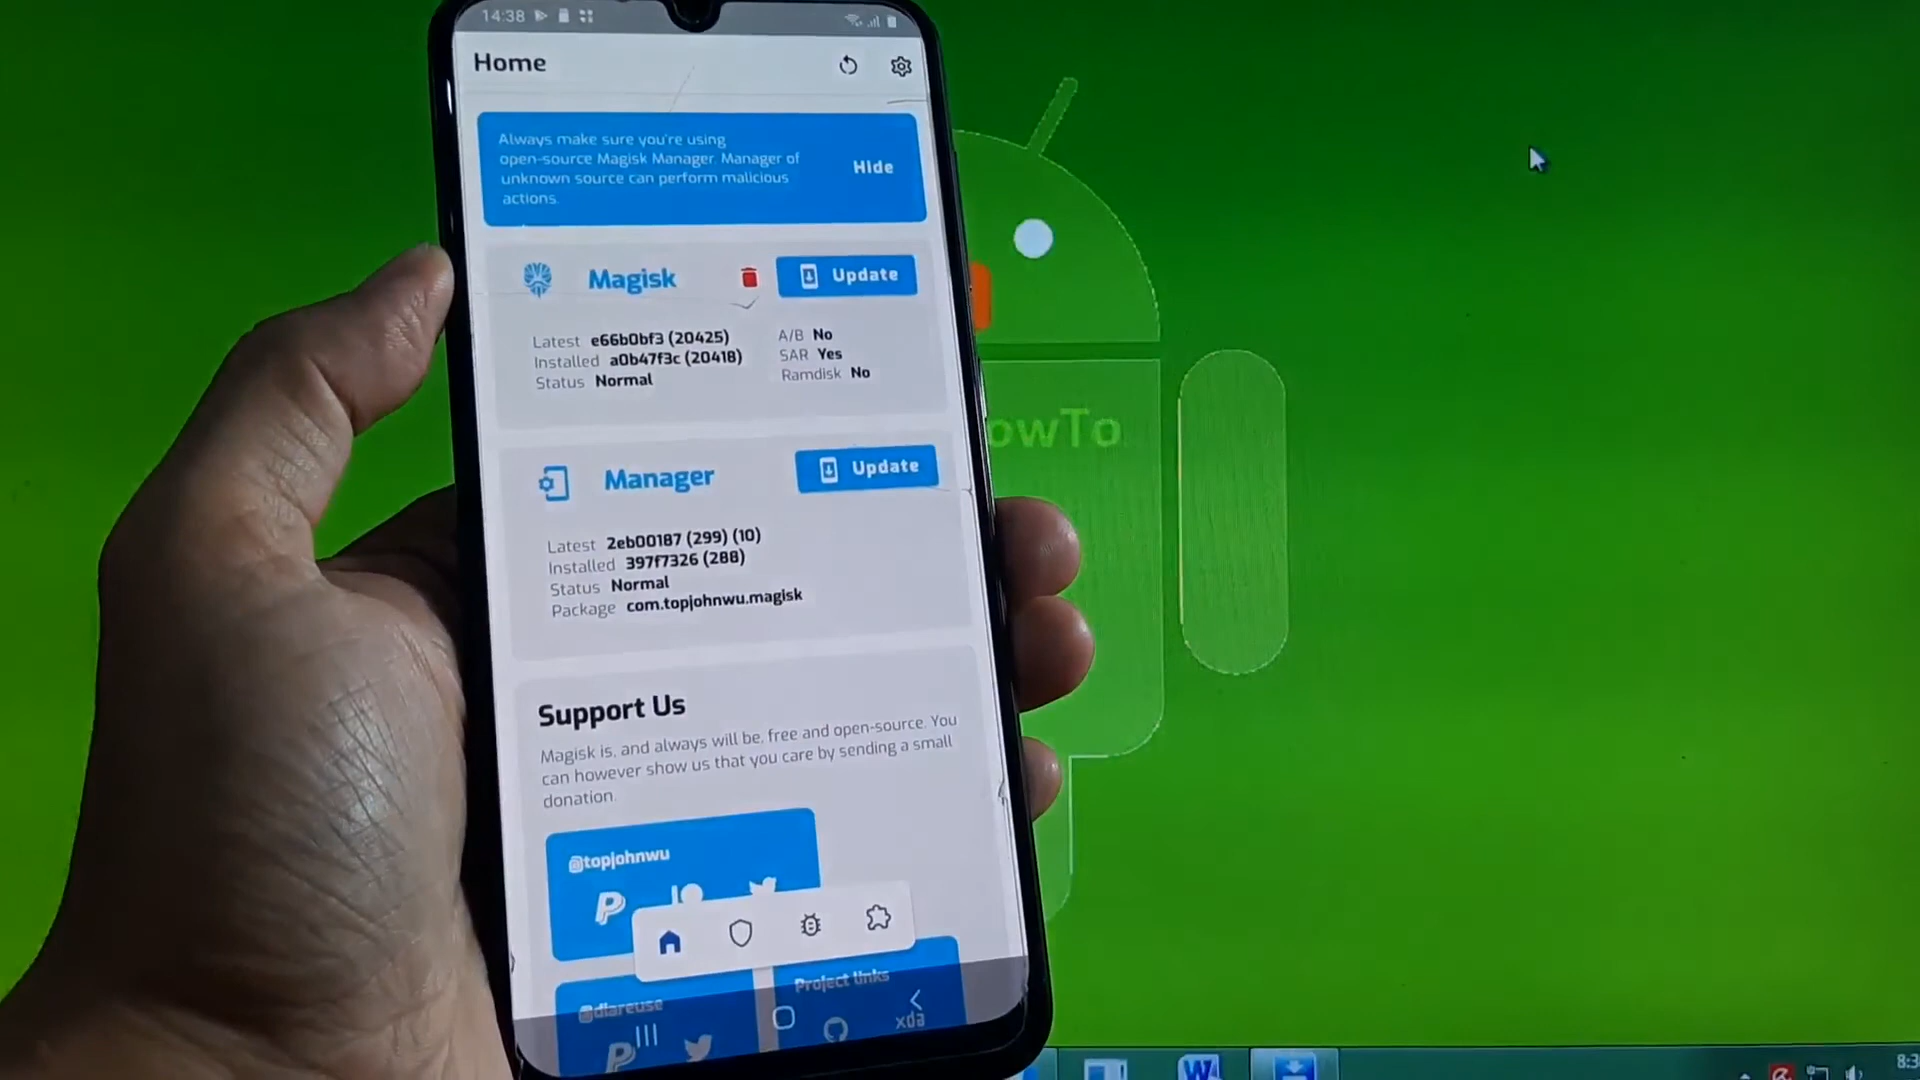 14:38
Home
Always make sure you're using
open-source Magisk Manager. Manager of
unknown source can perform malicious
actions.
Hide
Magisk
Update
Latest e66b0bf3 (20425)
Installed a0b47f3c (20418)
Status Normal
A/B No
SAR Yes
Ramdisk No
Manager
Update
Latest 2eb00187 (299) (10)
Installed 397f7326 (288)
Status Normal
Package com.topjohnwu.magisk
Support Us
Magisk is, and always will be, free and open-source. You
can however show us that you care by sending a small
donation.
@topjohnwu
@diareuse
Project links
xda
owTo
W
8:3